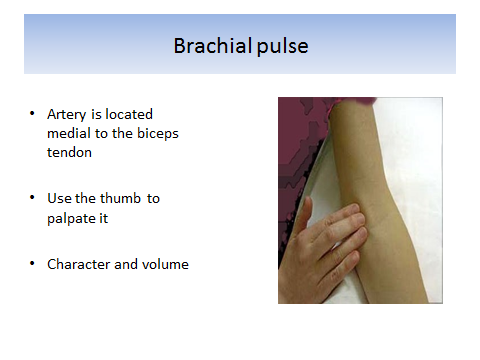 Brachial pulse
• Artery is located
medial to the biceps
tendon
• Use the thumb to
palpate it
• Character and volume